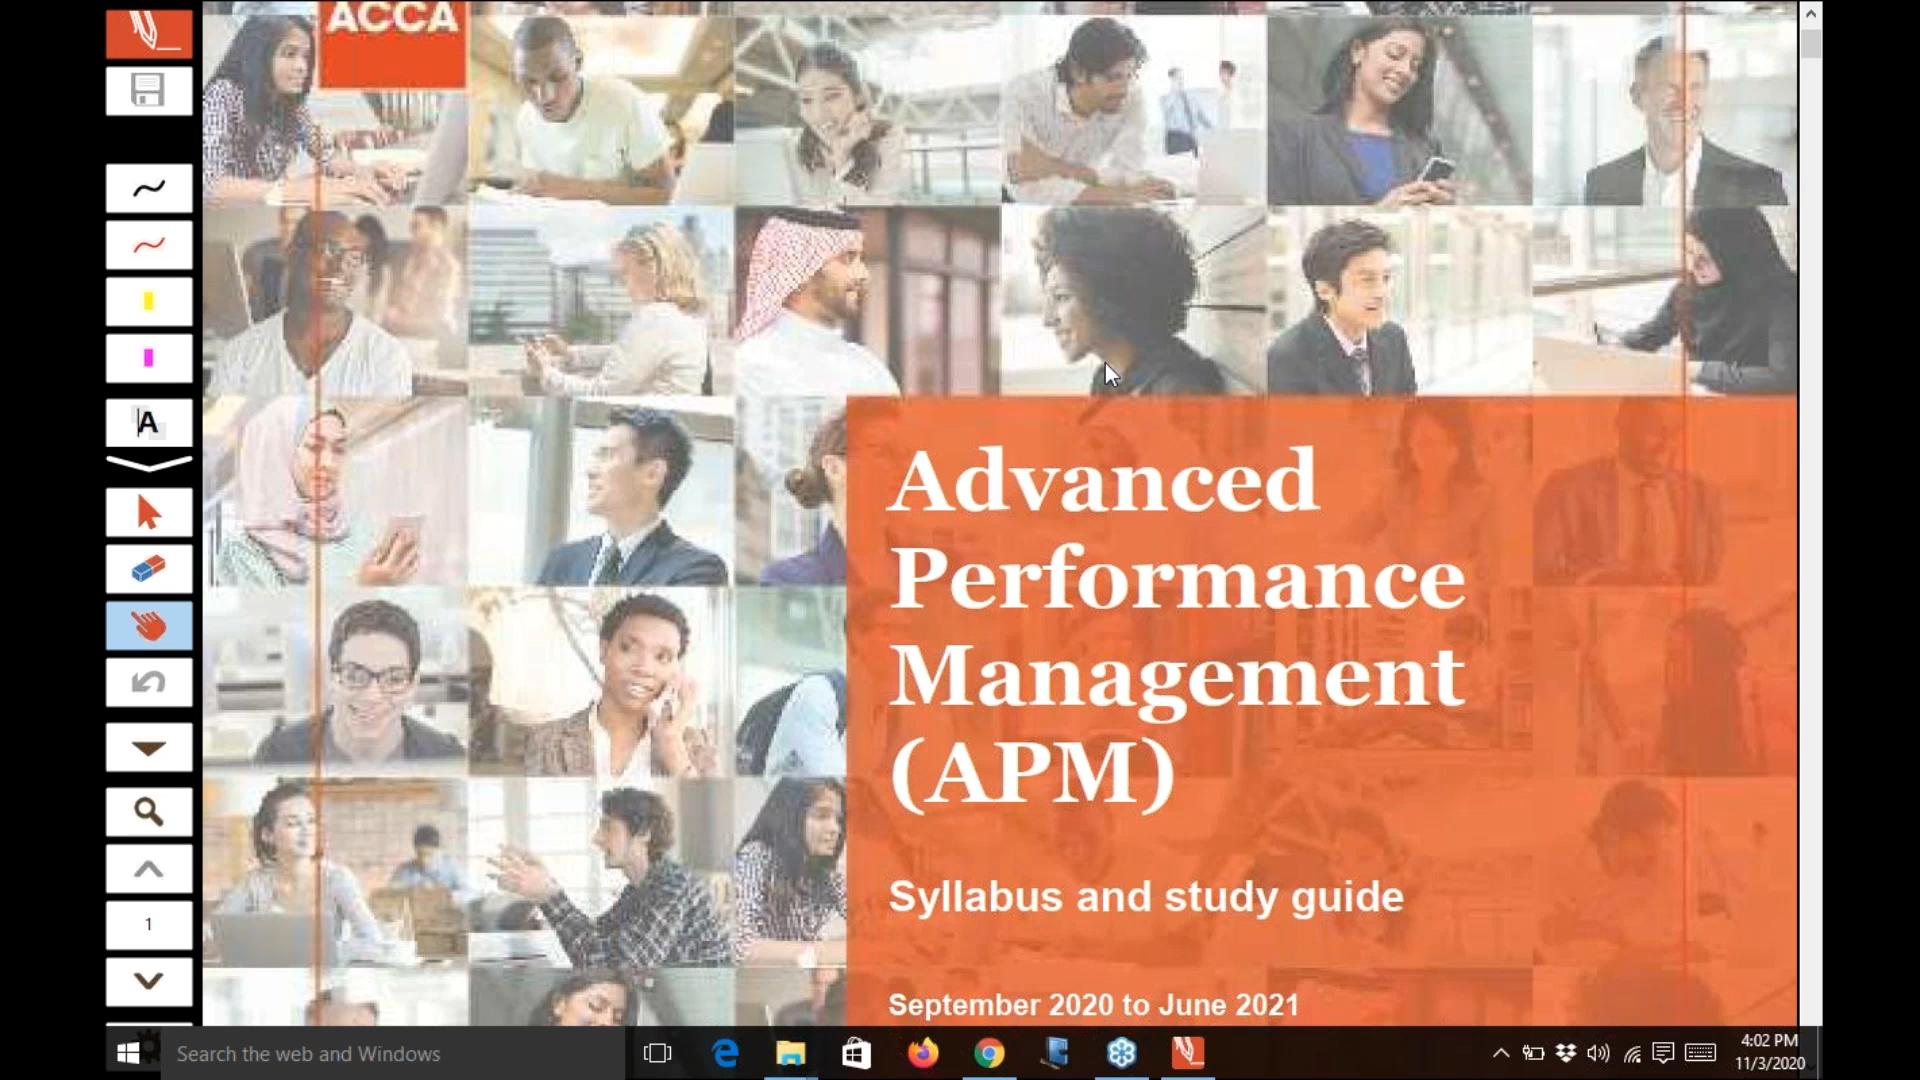 ACCA
Advanced
Performance
Management
(APM)
Syllabus and study guide
September 2020 to June 2021
A
1
Search the web and Windows
4:02 PM
11/3/2020